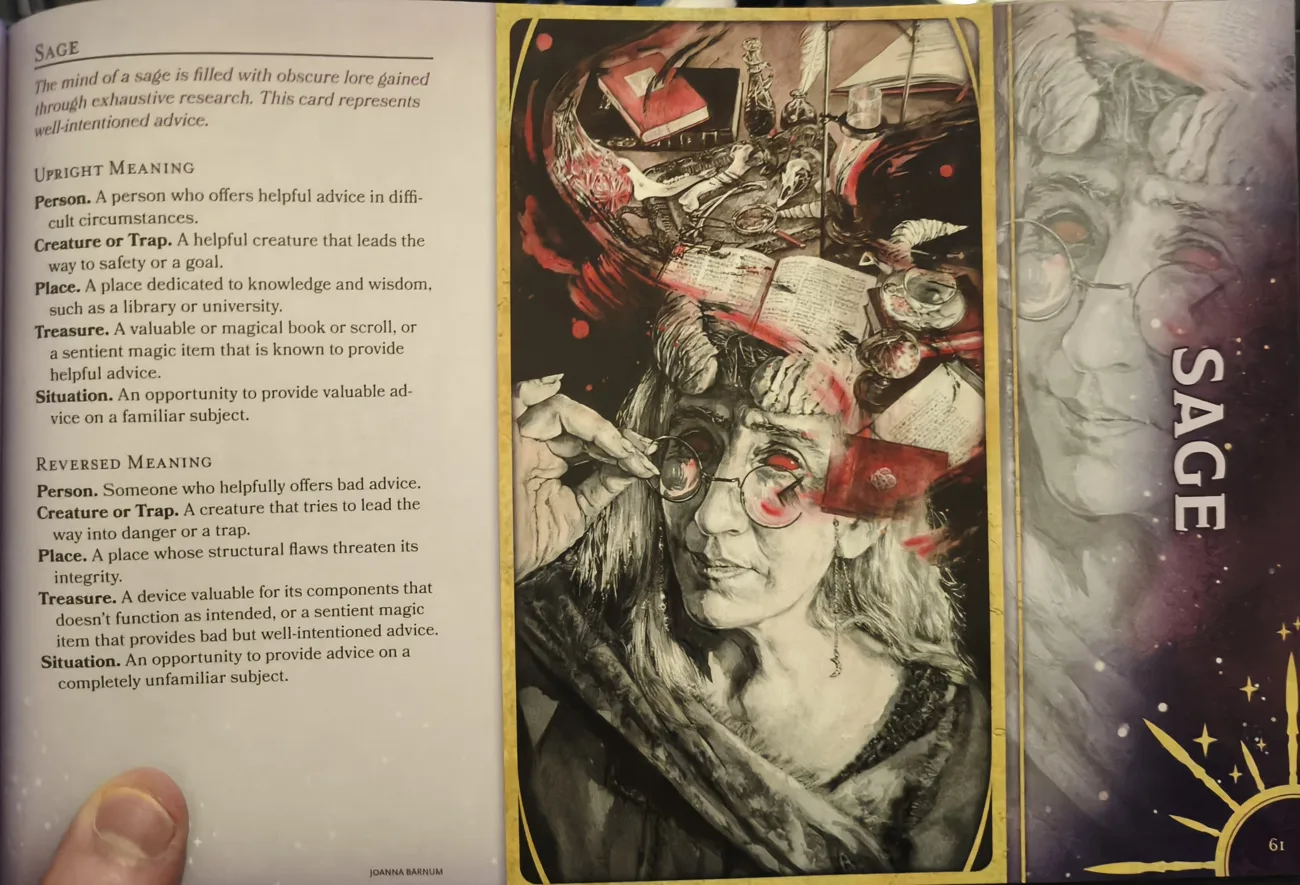 SAGE
The mind of a sage is filled with obscure lore gained
through exhaustive research. This card represents
well-intentioned advice.
UPRIGHT MEANING
Person. A person who offers helpful advice in diffi-
cult circumstances.
Creature or Trap. A helpful creature that leads the
way to safety or a goal.
Place. A place dedicated to knowledge and wisdom,
such as a library or university.
Treasure. A valuable or magical book or scroll, or
a sentient magic item that is known to provide
helpful advice.
Situation. An opportunity to provide valuable ad-
vice on a familiar subject.
REVERSED MEANING
Person. Someone who helpfully offers bad advice.
Creature or Trap. A creature that tries to lead the
way into danger or a trap.
Place. A place whose structural flaws threaten its
integrity.
Treasure. A device valuable for its components that
doesn't function as intended, or a sentient magic
item that provides bad but well-intentioned advice.
Situation. An opportunity to provide advice on a
completely unfamiliar subject.
JOANNA BARNUM
SAGE
61